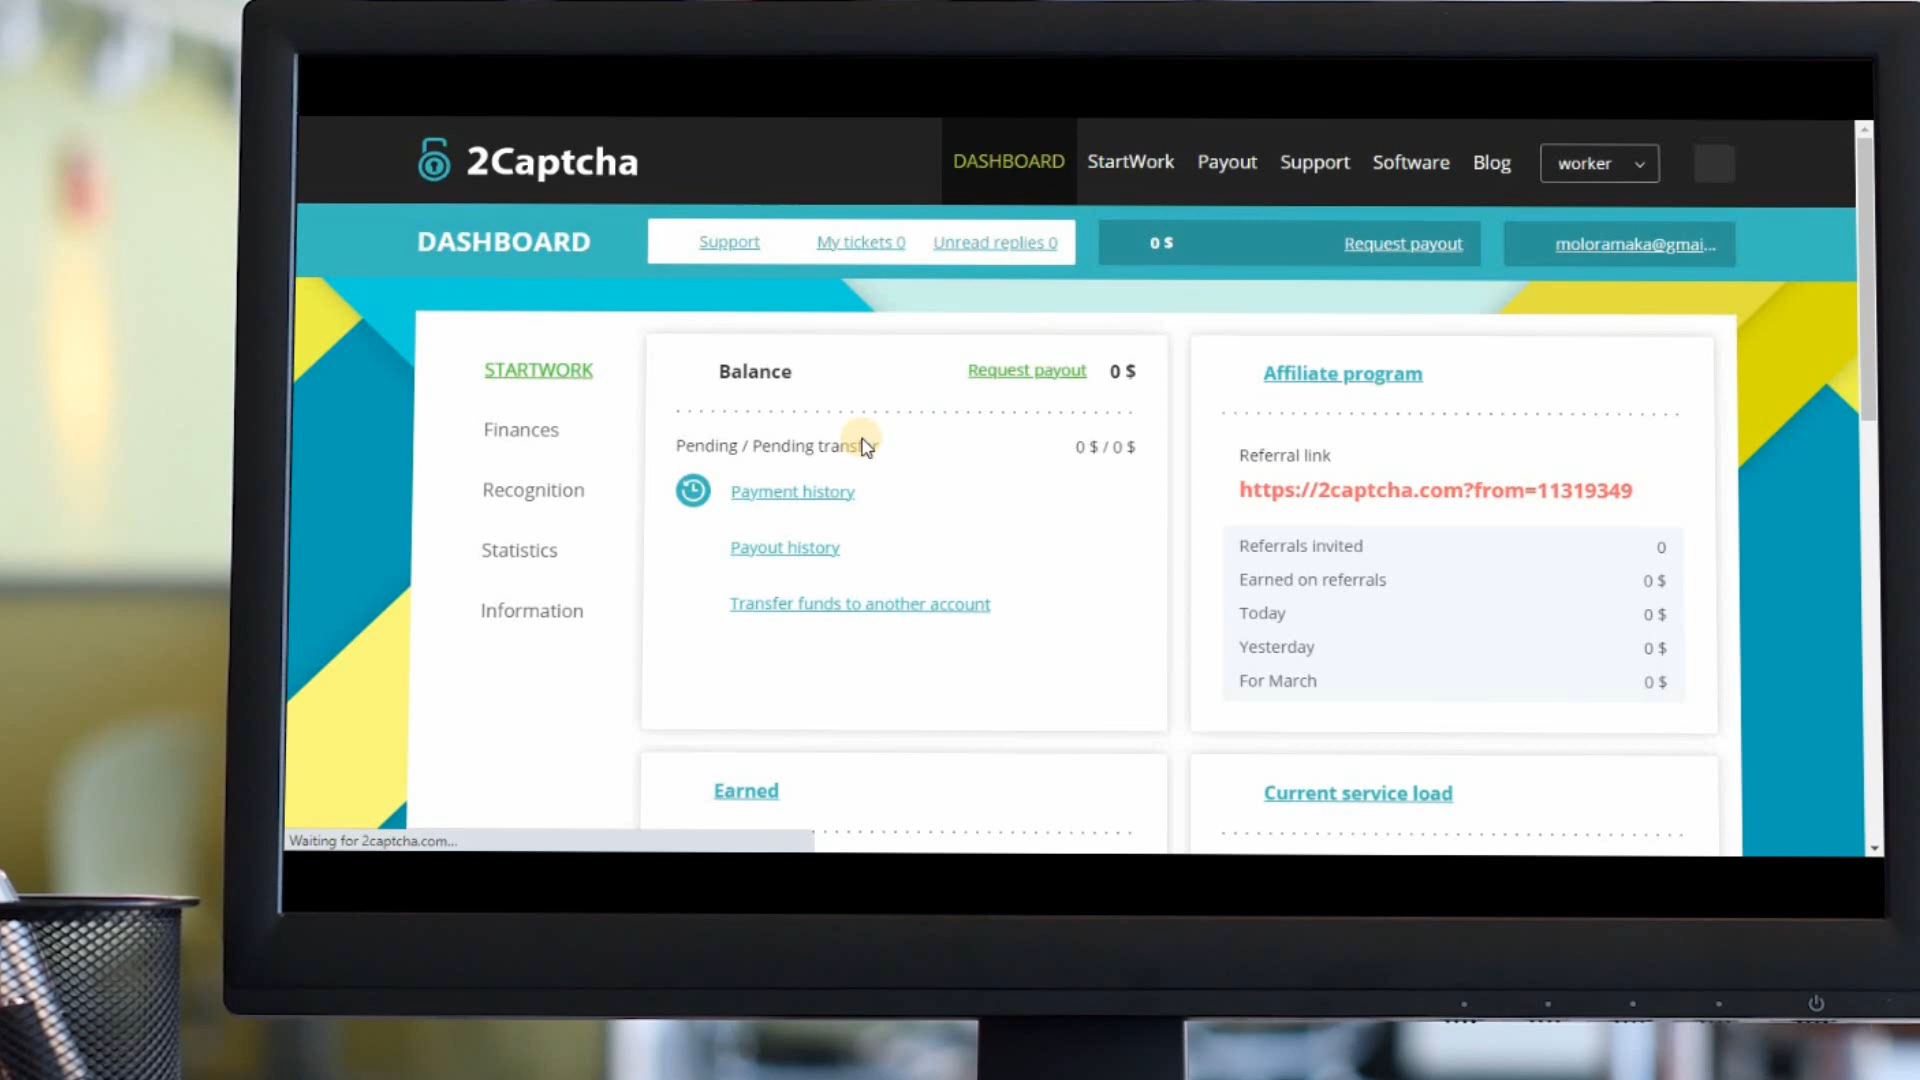 2Captcha
DASHBOARD StartWork Payout Support Software Blog worker
DASHBOARD Support My tickets 0 Unread replies 0 0 $ Request payout moloramaka@gmai...
STARTWORK
Finances
Recognition
Statistics
Information
Balance Request payout 0 $
Pending / Pending transfer 0 $ / 0 $
Payment history
Payout history
Transfer funds to another account
Affiliate program
Referral link
https://2captcha.com?from=11319349
Referrals invited 0
Earned on referrals 0 $
Today 0 $
Yesterday 0 $
For March 0 $
Earned
Current service load
Waiting for 2captcha.com...